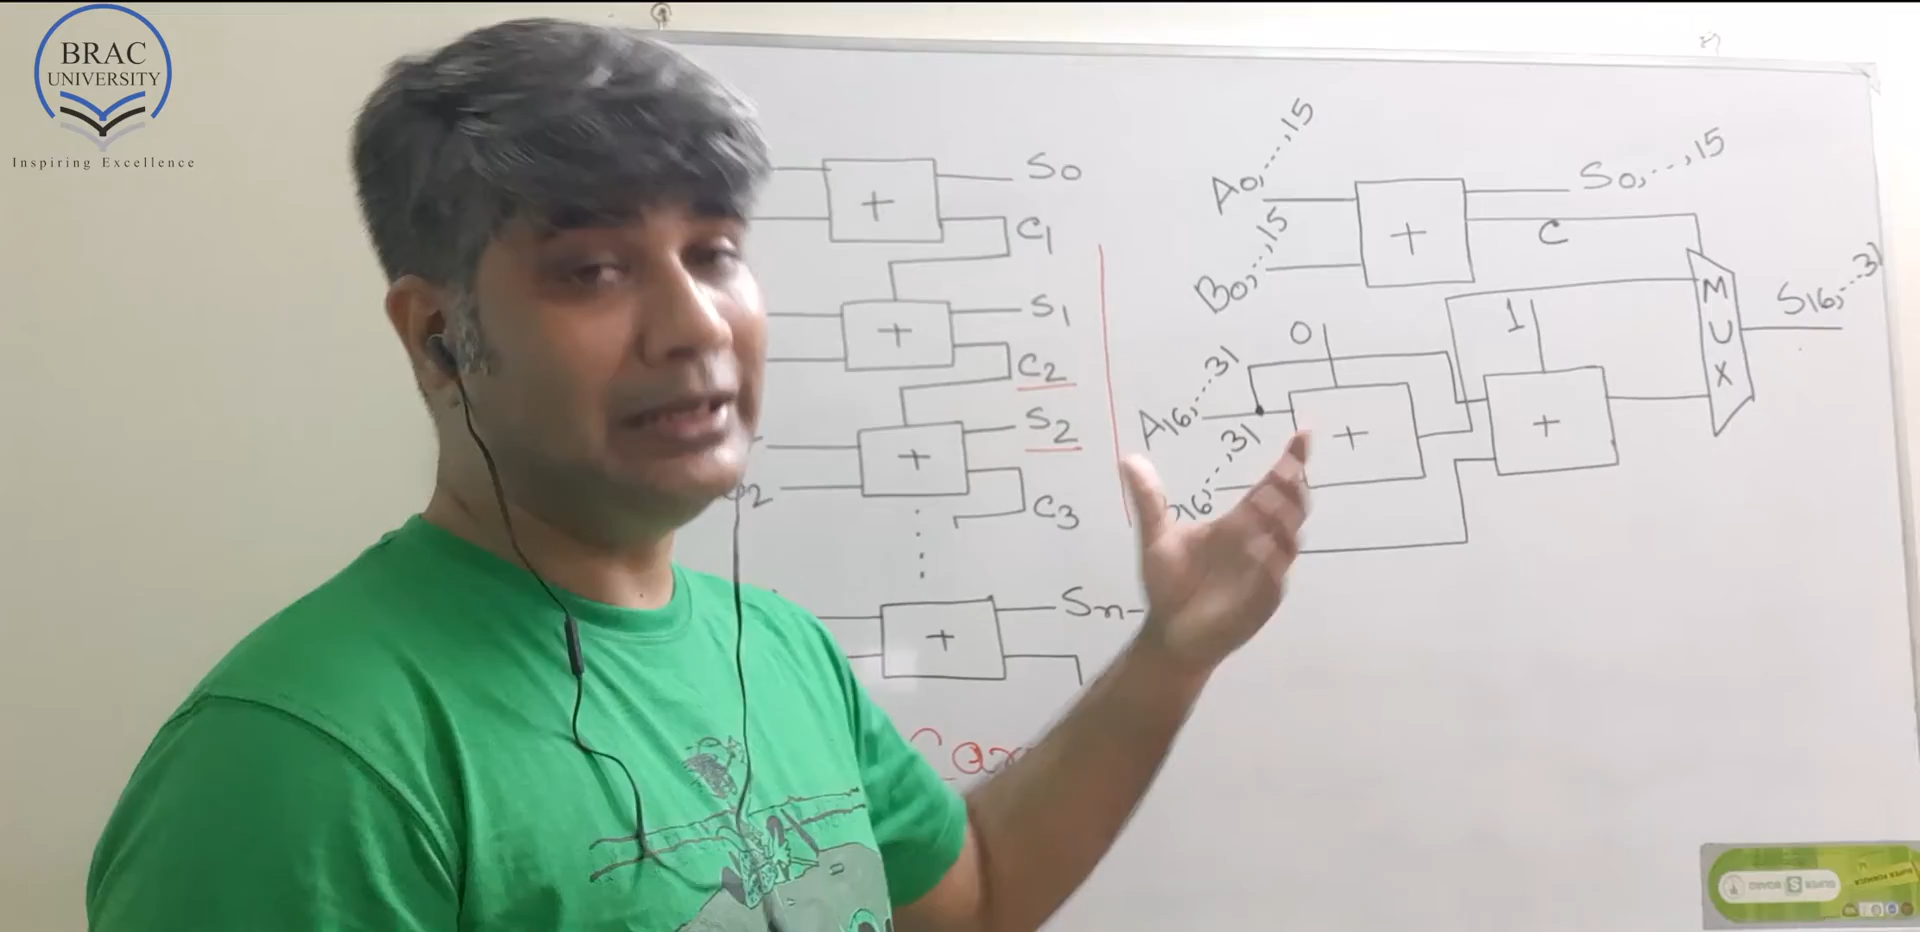 BRAC
UNIVERSITY
Inspiring Excellence
+
S0
C1
+
S1
C2
+
S2
C3
+
Sn-
A0,...,15
B0,...,15
+
S0,...,15
C
0
A16,...31
16,...,31
+
1
+
MUX
S16,...31